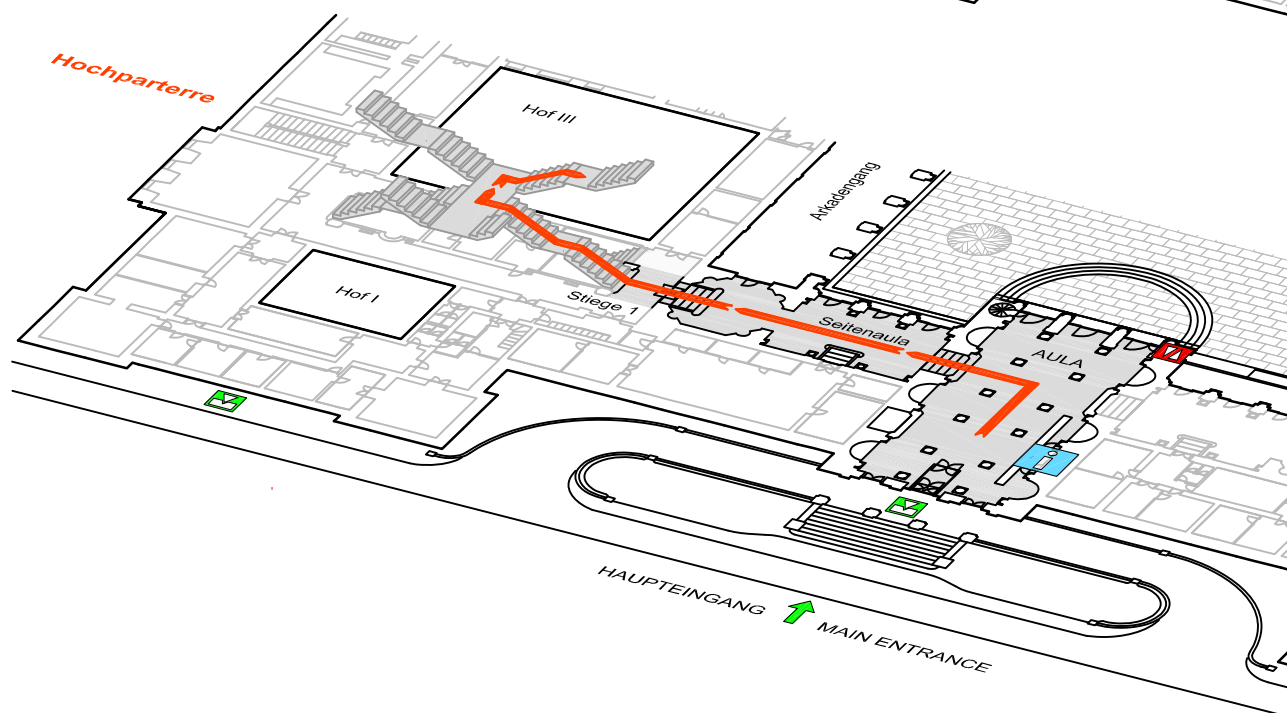 Hochparterre
Hof III
Arkadengang
Hof I
Stiege 1
Seitenaula
AULA
i
HAUPTEINGANG
MAIN ENTRANCE